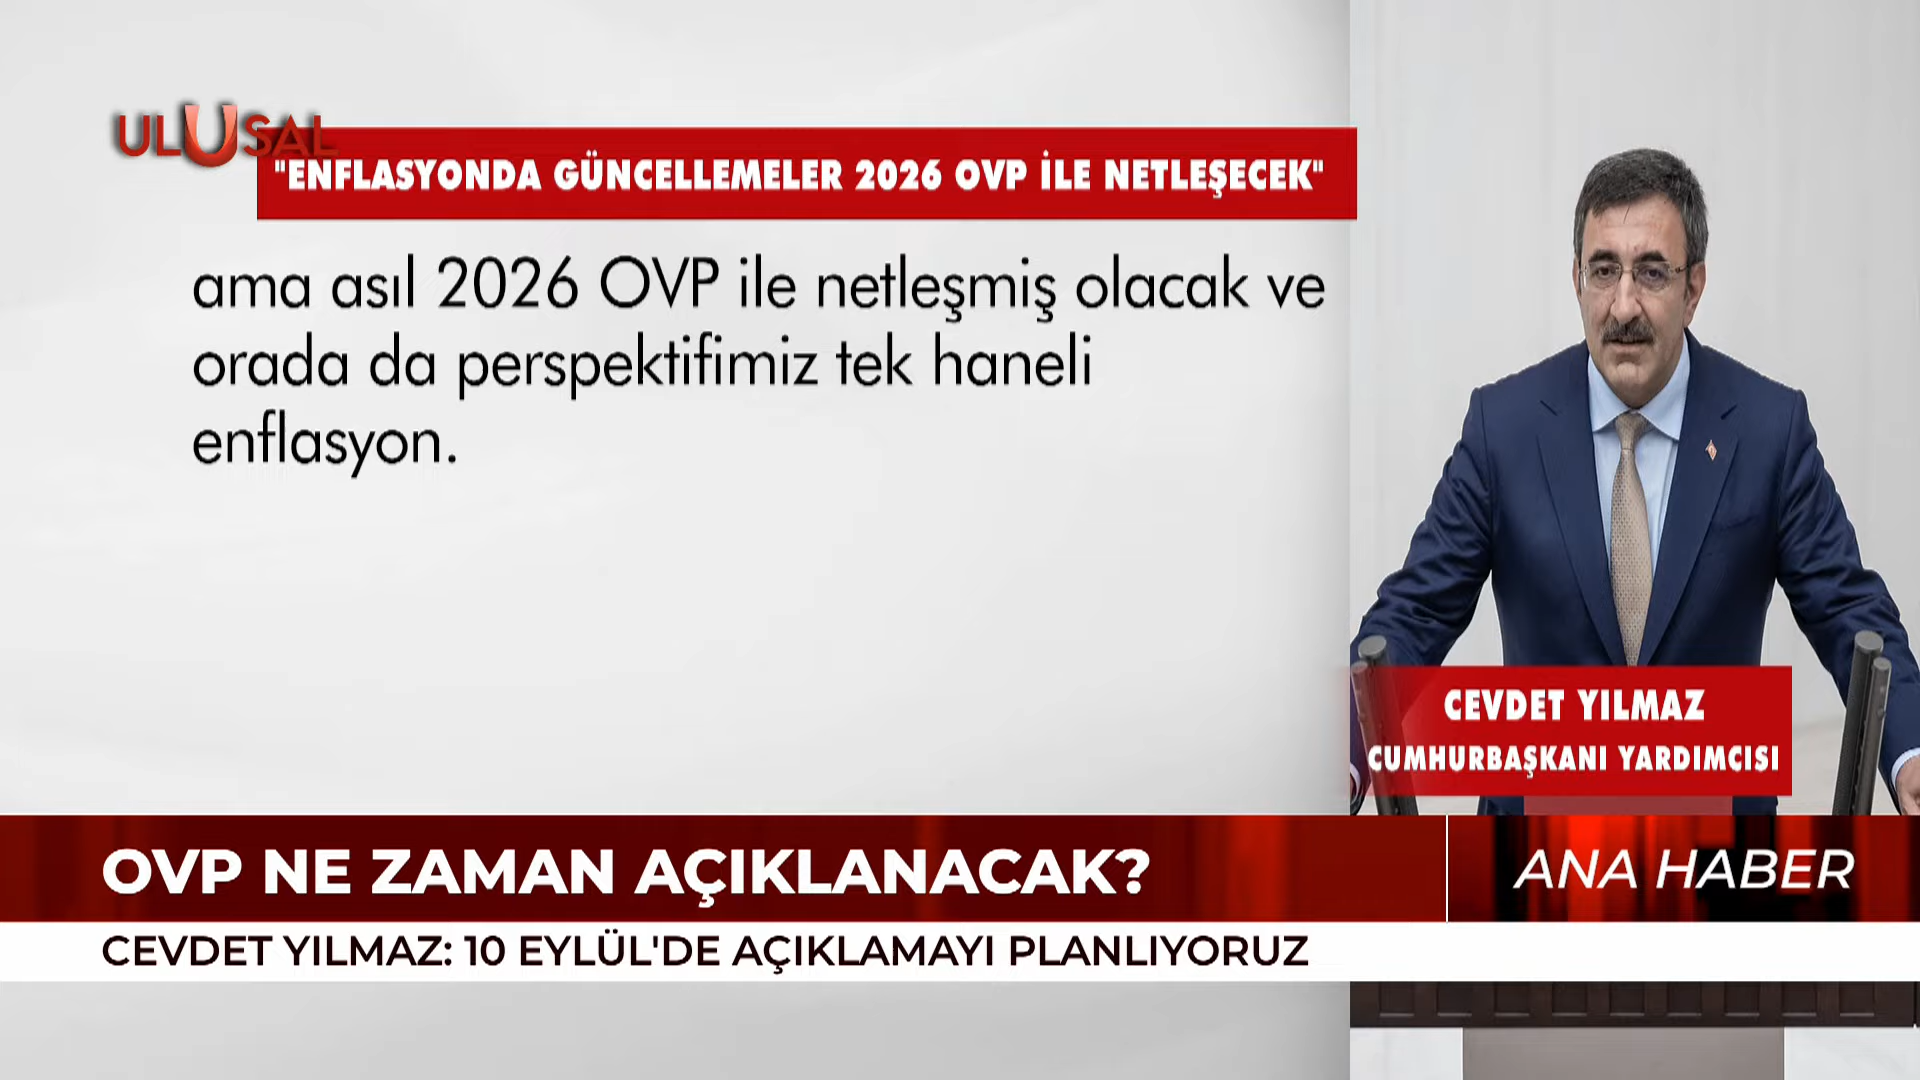 ULUSAL
"ENFLASYONDA GÜNCELLEMELER 2026 OVP İLE NETLEŞECEK"
ama asıl 2026 OVP ile netleşmiş olacak ve
orada da perspektifimiz tek haneli
enflasyon.
CEVDET YILMAZ
CUMHURBAŞKANI YARDIMCISI
OVP NE ZAMAN AÇIKLANACAK?
ANA HABER
CEVDET YILMAZ: 10 EYLÜL'DE AÇIKLAMAYI PLANLIYORUZ